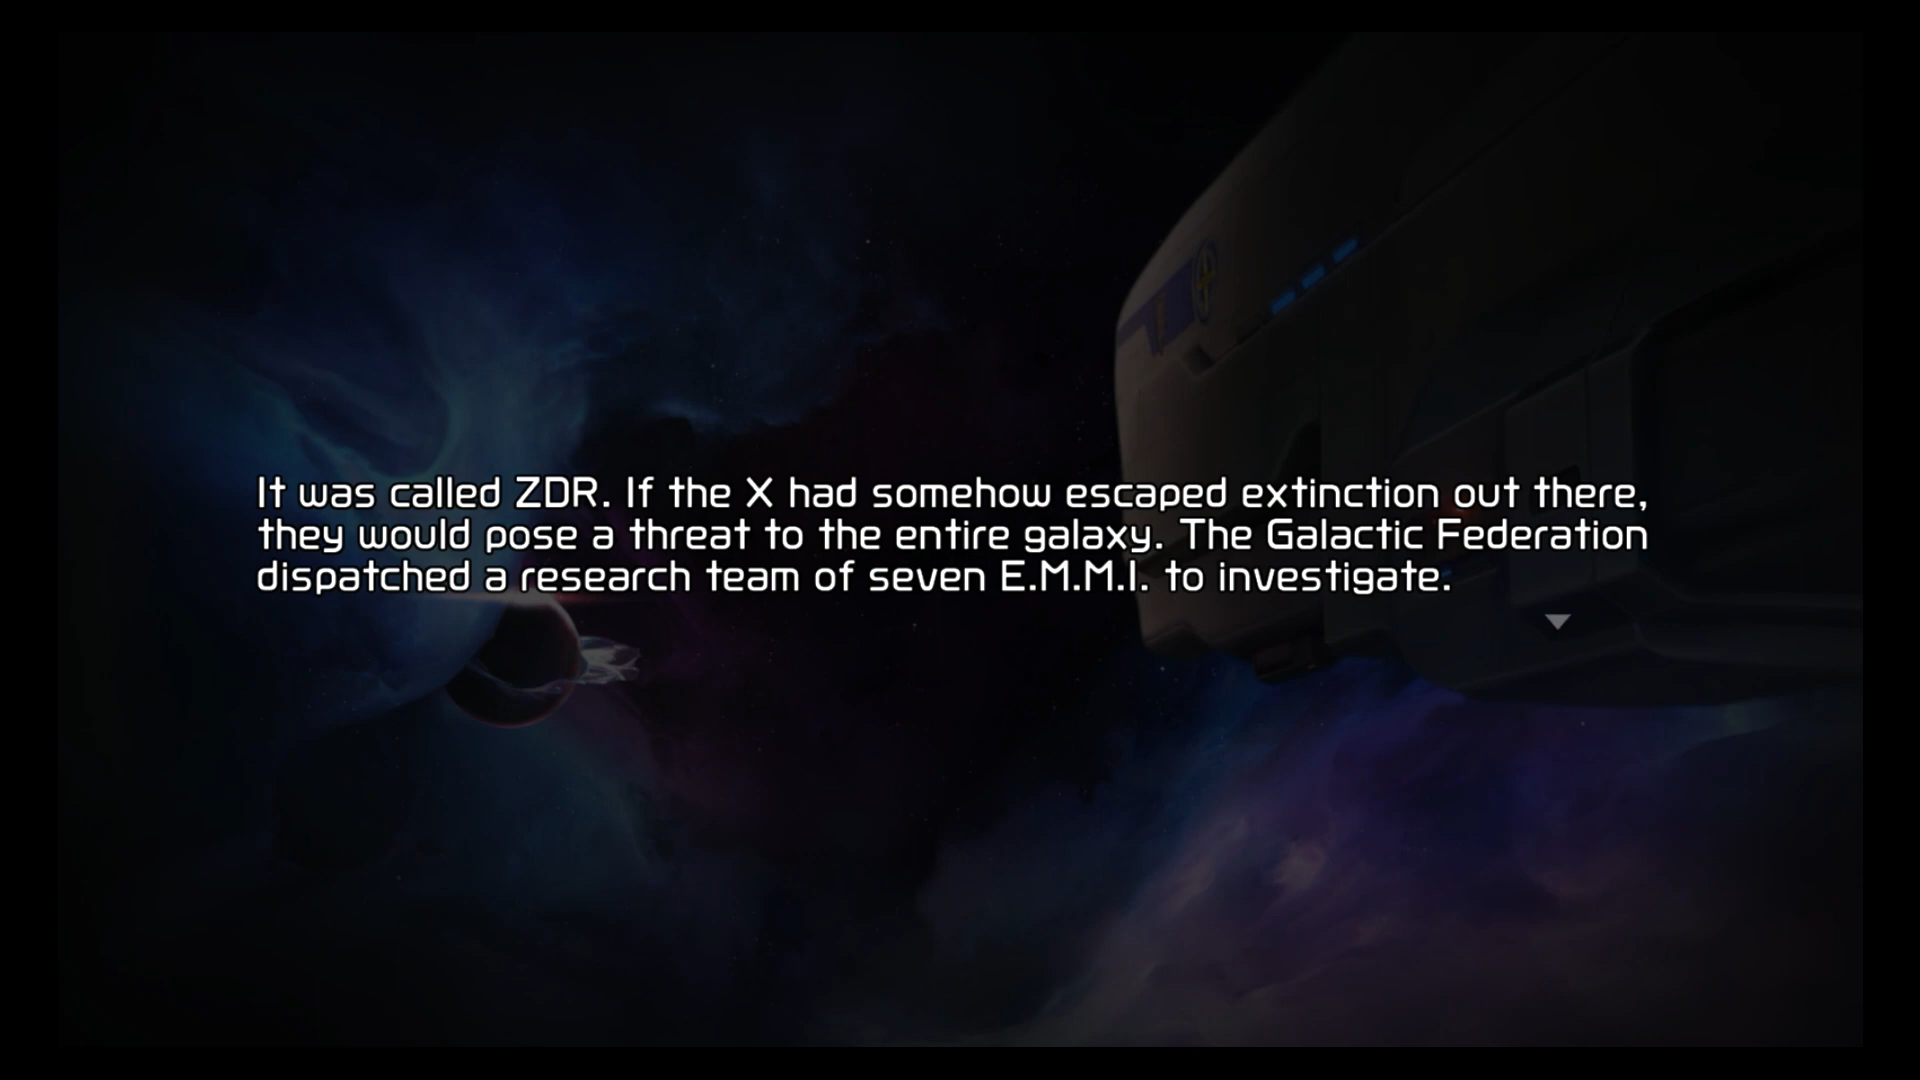 It was called ZDR. If the X had somehow escaped extinction out there,
they would pose a threat to the entire galaxy. The Galactic Federation
dispatched a research team of seven E.M.M.I. to investigate.